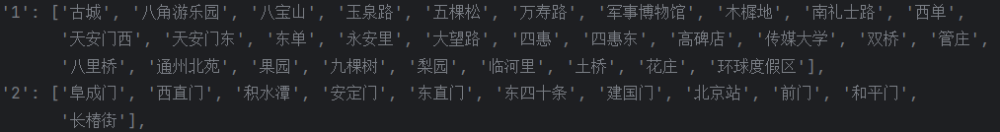 '1': ['古城', '八角游乐园', '八宝山', '玉泉路', '五棵松', '万寿路', '军事博物馆', '木樨地', '南礼士路', '西单',
'天安门西', '天安门东', '东单', '永安里', '大望路', '四惠', '四惠东', '高碑店', '传媒大学', '双桥', '管庄',
'八里桥', '通州北苑', '果园', '九棵树', '梨园', '临河里', '土桥', '花庄', '环球度假区'],
'2': ['阜成门', '西直门', '积水潭', '安定门', '东直门', '东四十条', '建国门', '北京站', '前门', '和平门',
'长椿街'],